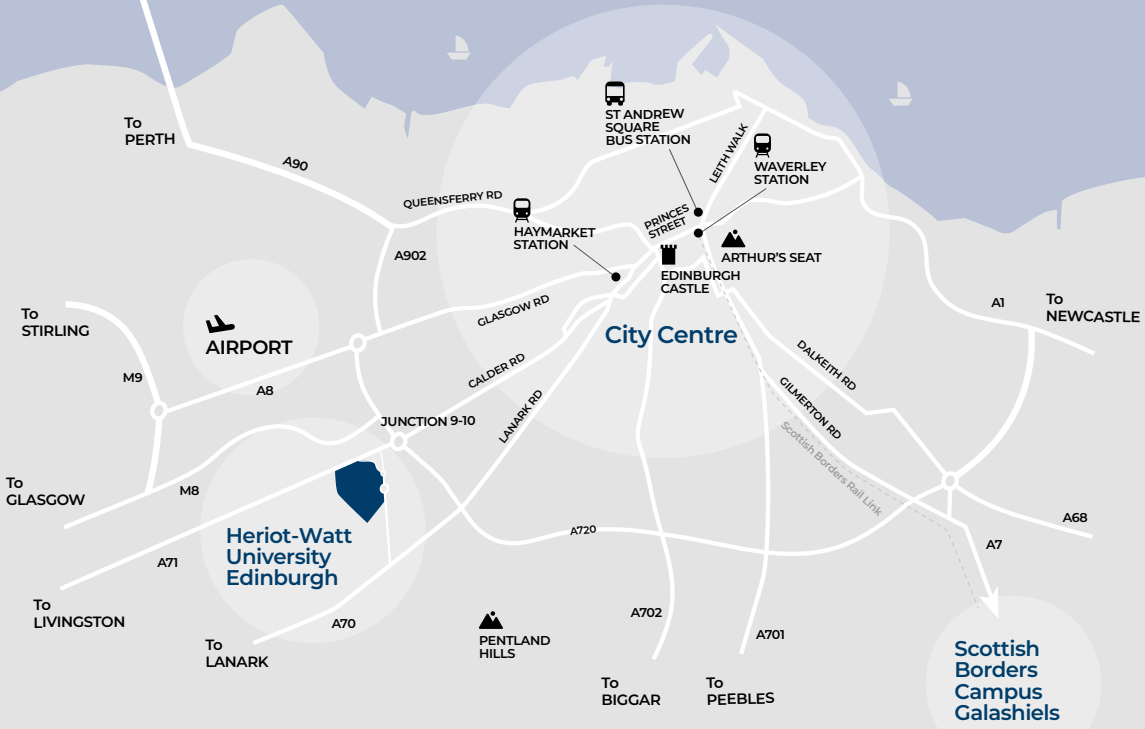 To
PERTH
A90
QUEENSFERRY RD
A902
ST ANDREW
SQUARE
BUS STATION
LEITH WALK
WAVERLEY
STATION
PRINCES
STREET
HAYMARKET
STATION
ARTHUR'S SEAT
EDINBURGH
CASTLE
City Centre
GLASGOW RD
CALDER RD
LANARK RD
DALKEITH RD
GILMERTON RD
Scottish Borders Rail Link
A1
To
NEWCASTLE
To
STIRLING
AIRPORT
M9
A8
JUNCTION 9-10
To
GLASGOW
M8
Heriot-Watt
University
Edinburgh
A71
To
LIVINGSTON
To
LANARK
A70
A720
PENTLAND
HILLS
A702
A701
To
BIGGAR
To
PEEBLES
A68
A7
Scottish
Borders
Campus
Galashiels